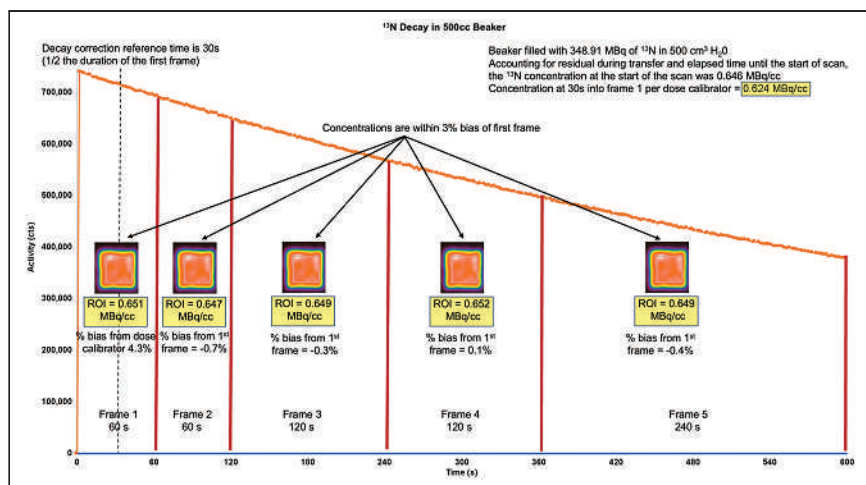 ¹³N Decay in 500cc Beaker
Decay correction reference time is 30s
(1/2 the duration of the first frame)
Beaker filled with 348.91 MBq of ¹³N in 500 cm³ H₂0
Accounting for residual during transfer and elapsed time until the start of scan,
the ¹³N concentration at the start of the scan was 0.646 MBq/cc
Concentration at 30s into frame 1 per dose calibrator = 0.624 MBq/cc
Concentrations are within 3% bias of first frame
Activity (cts)
700,000
600,000
500,000
400,000
300,000
200,000
100,000
0
ROI = 0.651
MBq/cc
% bias from dose
calibrator 4.3%
ROI = 0.647
MBq/cc
% bias from 1ˢᵗ
frame = -0.7%
ROI = 0.649
MBq/cc
% bias from 1ˢᵗ
frame = -0.3%
ROI = 0.652
MBq/cc
% bias from 1ˢᵗ
frame = 0.1%
ROI = 0.649
MBq/cc
% bias from 1ˢᵗ
frame = -0.4%
Frame 1
60 s
Frame 2
60 s
Frame 3
120 s
Frame 4
120 s
Frame 5
240 s
0 60 120 180 240 300 360 420 480 540 600
Time (s)